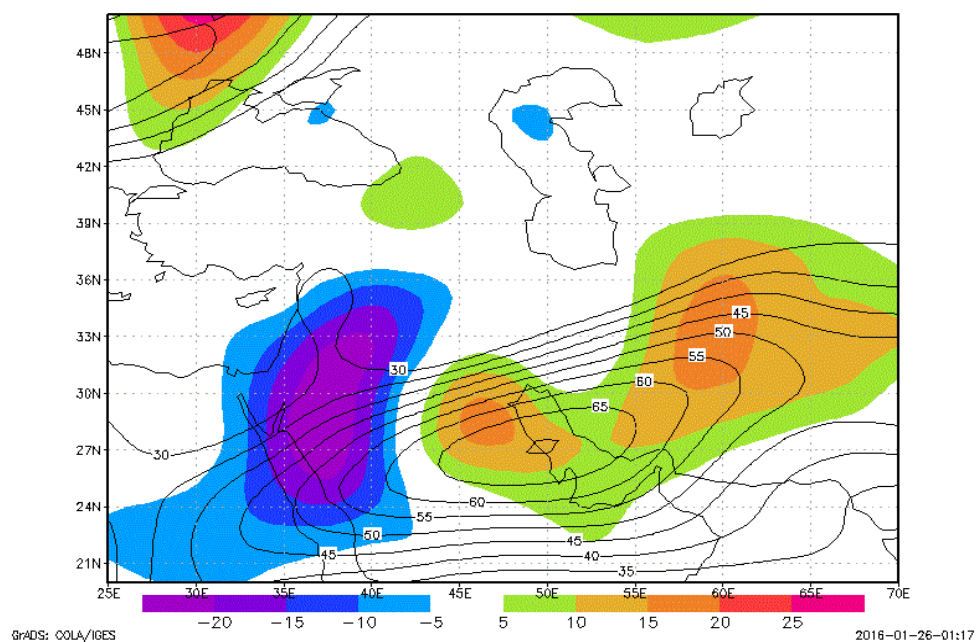 48N
45N
42N
39N
36N
33N
30N
27N
24N
21N
45
50
55
30
60
65
30
60
55
50
45
45
40
35
25E 30E 35E 40E 45E 50E 55E 60E 65E 70E
-20 -15 -10 -5 5 10 15 20 25
GrADS: COLA/IGES 2016-01-26-01:17